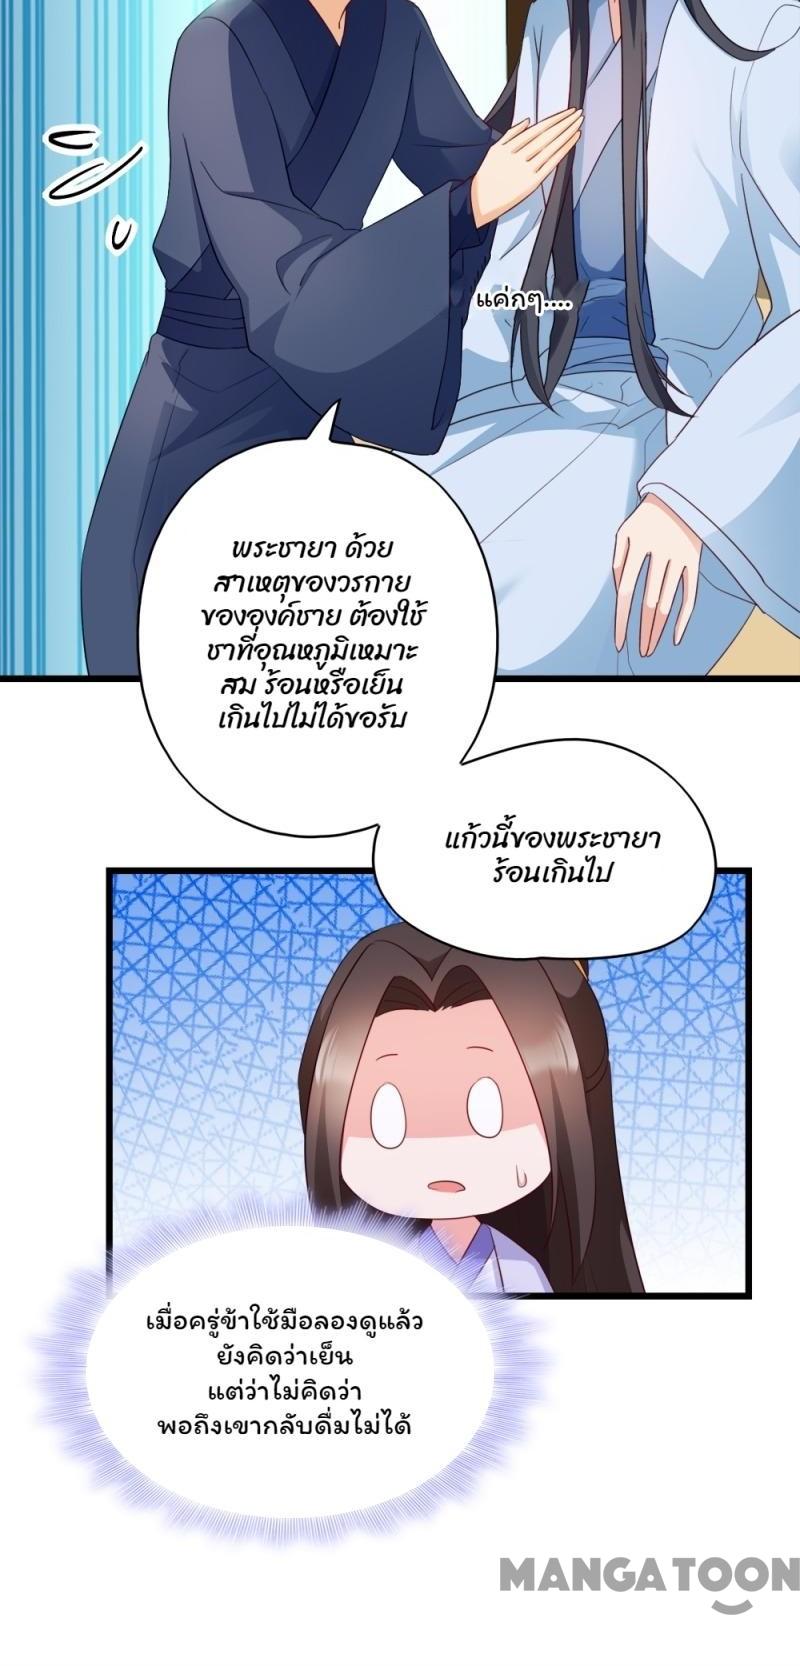 แค่กๆ....
พระชายา ด้วย
สาเหตุของวรกาย
ขององค์ชาย ต้องใช้
ชาที่อุณหภูมิเหมาะ
สม ร้อนหรือเย็น
เกินไปไม่ได้ขอรับ
แก้วนี้ของพระชายา
ร้อนเกินไป
เมื่อครู่ข้าใช้มือลองดูแล้ว
ยังคิดว่าเย็น
แต่ว่าไม่คิดว่า
พอถึงเขากลับดื่มไม่ได้
MANGATOON